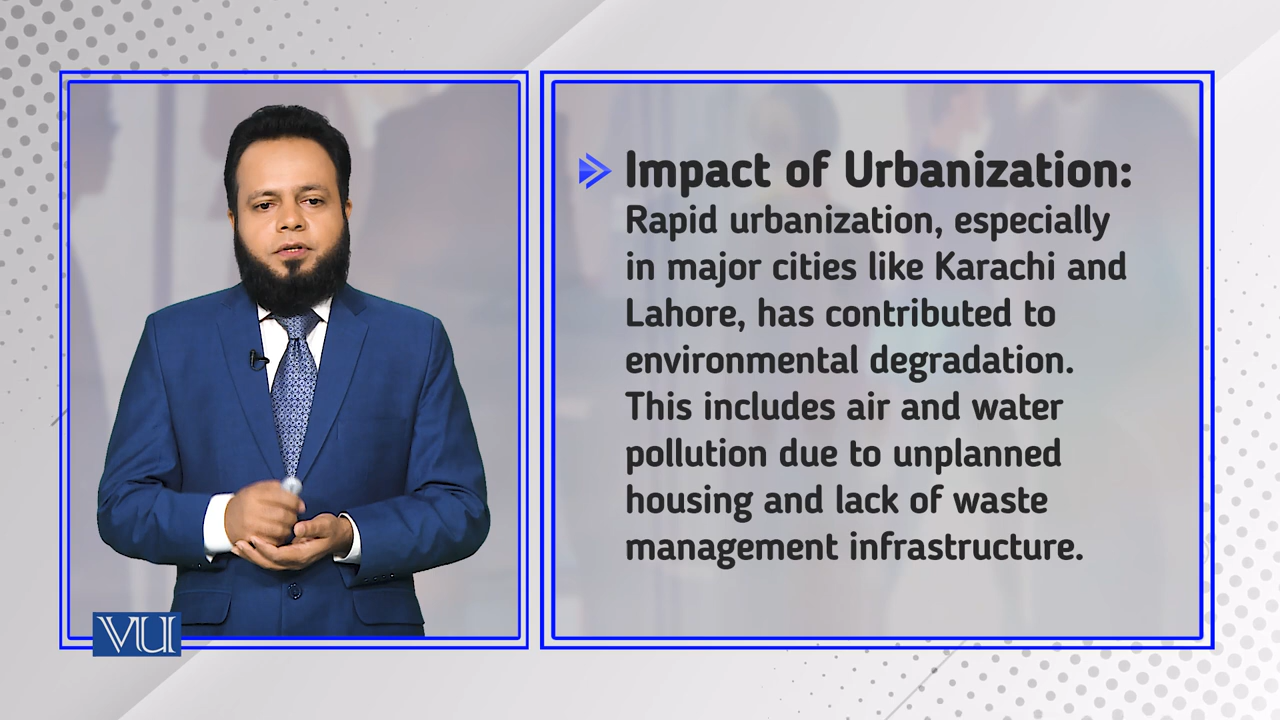 Impact of Urbanization:
Rapid urbanization, especially
in major cities like Karachi and
Lahore, has contributed to
environmental degradation.
This includes air and water
pollution due to unplanned
housing and lack of waste
management infrastructure.
VU